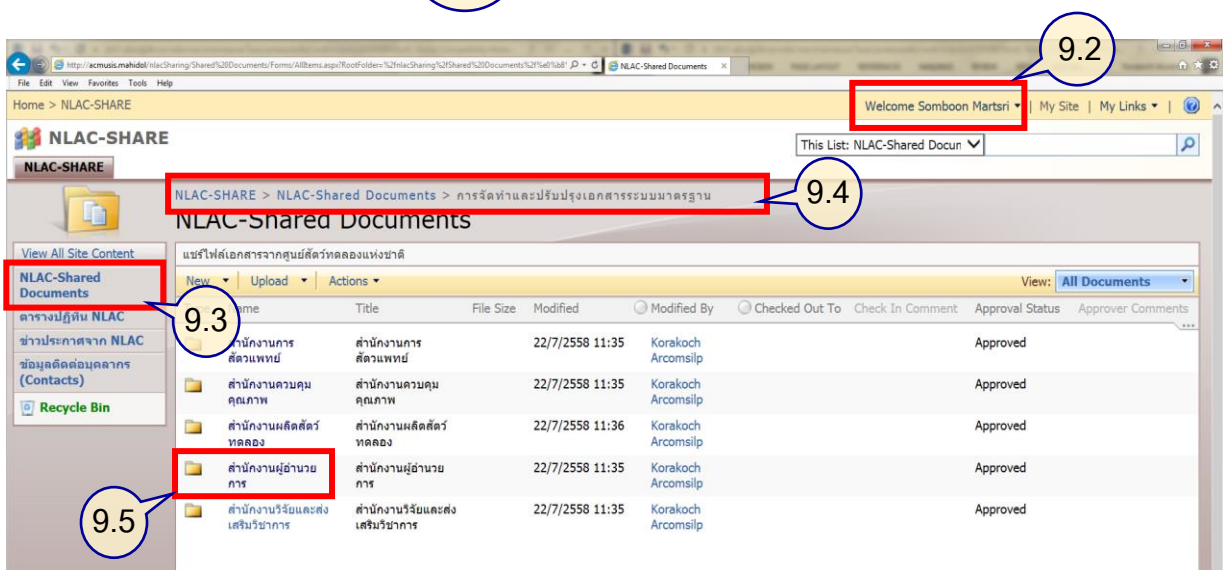 9.2
NLAC-Shared Documents
File Edit View Favorites Tools Help
Home > NLAC-SHARE
Welcome Somboon Martsri | My Site | My Links |
NLAC-SHARE
This List: NLAC-Shared Docun
NLAC-SHARE
NLAC-SHARE > NLAC-Shared Documents > การจัดทำและปรับปรุงเอกสารระบบมาตรฐาน
9.4
NLAC-Shared Documents
View All Site Content
แชร์ไฟล์เอกสารจากศูนย์สัตว์ทดลองแห่งชาติ
NLAC-Shared
Documents
New Upload Actions
View: All Documents
9.3
Name Title File Size Modified Modified By Checked Out To Check In Comment Approval Status Approver Comments
ตารางปฏิทิน NLAC
ข่าวประกาศจาก NLAC
ข้อมูลติดต่อบุคลากร
(Contacts)
Recycle Bin
สำนักงานการ
สัตวแพทย์
สำนักงานการ
สัตวแพทย์
22/7/2558 11:35
Korakoch
Arcomsilp
Approved
สำนักงานควบคุม
คุณภาพ
สำนักงานควบคุม
คุณภาพ
22/7/2558 11:35
Korakoch
Arcomsilp
Approved
สำนักงานผลิตสัตว์
ทดลอง
สำนักงานผลิตสัตว์
ทดลอง
22/7/2558 11:36
Korakoch
Arcomsilp
Approved
สำนักงานผู้อำนวย
การ
สำนักงานผู้อำนวย
การ
22/7/2558 11:35
Korakoch
Arcomsilp
Approved
9.5
สำนักงานวิจัยและส่ง
เสริมวิชาการ
สำนักงานวิจัยและส่ง
เสริมวิชาการ
22/7/2558 11:35
Korakoch
Arcomsilp
Approved